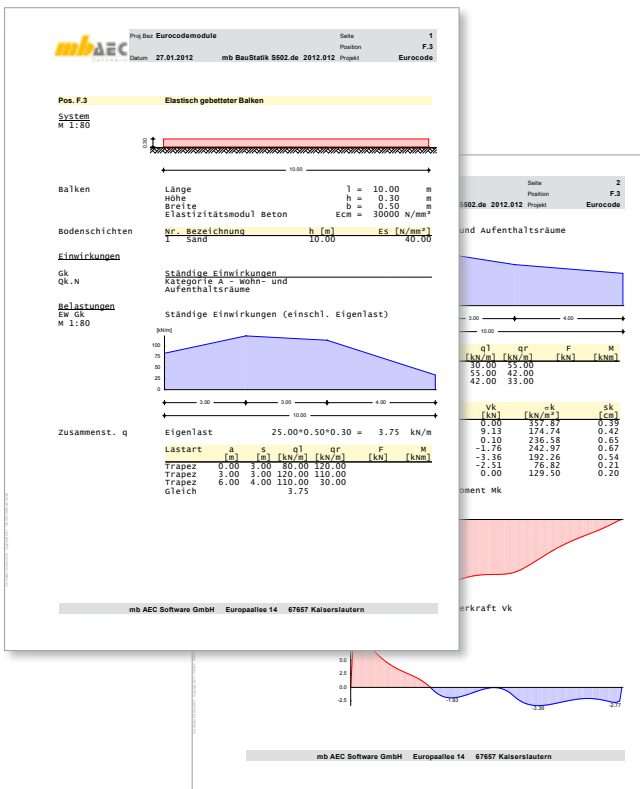 mbAEC
Software
Proj.Bez Eurocodemodule Seite 1
Position F.3
Datum 27.01.2012 mb BauStatik S502.de 2012.012 Projekt Eurocode
Pos. F.3 Elastisch gebetteter Balken
System
M 1:80
0.30
10.00
Balken Länge l = 10.00 m
Höhe h = 0.30 m
Breite b = 0.50 m
Elastizitätsmodul Beton Ecm = 30000 N/mm²
Bodenschichten Nr. Bezeichnung h [m] Es [N/mm²]
1 Sand 10.00 40.00
Einwirkungen
Gk Ständige Einwirkungen
Qk.N Kategorie A - Wohn- und
Aufenthaltsräume
Belastungen
EW Gk Ständige Einwirkungen (einschl. Eigenlast)
M 1:80
[kN/m]
100
75
50
25
0
3.00 3.00 4.00
10.00
Zusammenst. q Eigenlast 25.00*0.50*0.30 = 3.75 kN/m
Lastart a s ql qr F M
[m] [m] [kN/m] [kN/m] [kN] [kNm]
Trapez 0.00 3.00 80.00 120.00
Trapez 3.00 3.00 120.00 110.00
Trapez 6.00 4.00 110.00 30.00
Gleich 3.75
mb AEC Software GmbH Europaallee 14 67657 Kaiserslautern
Seite 2
Position F.3
S502.de 2012.012 Projekt Eurocode
und Aufenthaltsräume
3.00 4.00
10.00
ql qr F M
[kN/m] [kN/m] [kN] [kNm]
30.00 55.00
55.00 42.00
42.00 33.00
Vk σk sk
[kN] [kN/m²] [cm]
0.00 357.87 0.39
9.13 174.74 0.42
0.10 236.58 0.65
-1.76 242.97 0.67
-3.36 192.26 0.54
-2.51 76.82 0.21
0.00 129.50 0.20
oment Mk
erkraft Vk
5.0
2.5
0.0
-2.5
-1.93
-3.36
-2.77
mb AEC Software GmbH Europaallee 14 67657 Kaiserslautern